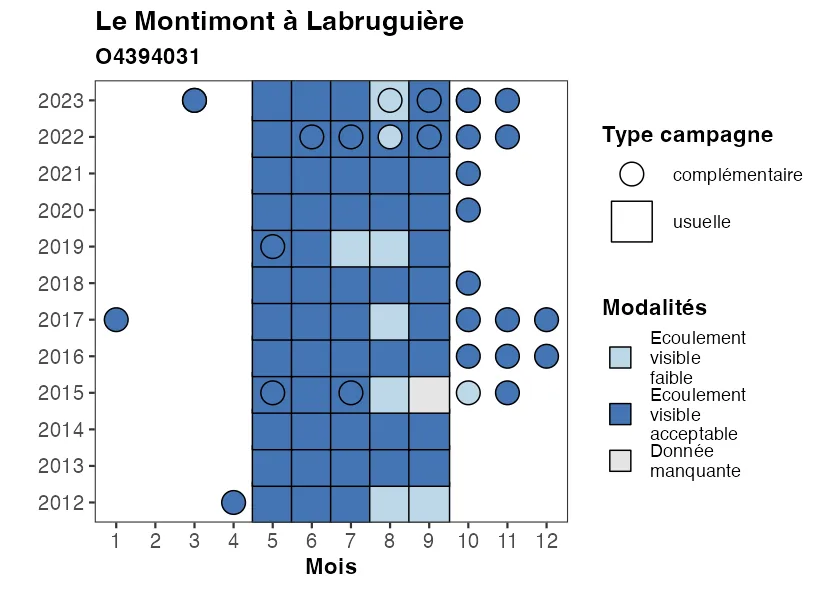 Le Montimont à Labruguière
O4394031
2023
2022
2021
2020
2019
2018
2017
2016
2015
2014
2013
2012
1 2 3 4 5 6 7 8 9 10 11 12
Mois
Type campagne
complémentaire
usuelle
Modalités
Ecoulement
visible
faible
Ecoulement
visible
acceptable
Donnée
manquante